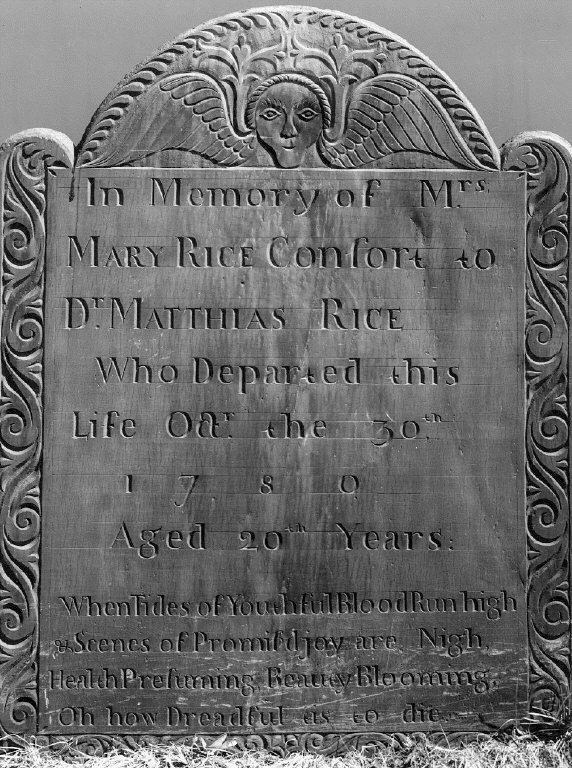 In Memory of Mrs.
MARY RICE Conſort to
Dr. MATTHIAS RICE
Who Departed this
Life Octr. the 30th
1780
Aged 20th Years:
When Tides of Youthful Blood Run high
& Scenes of Promiſd joy are Nigh,
Health Preſuming, Beauty Blooming,
Oh how Dreadful tis to die